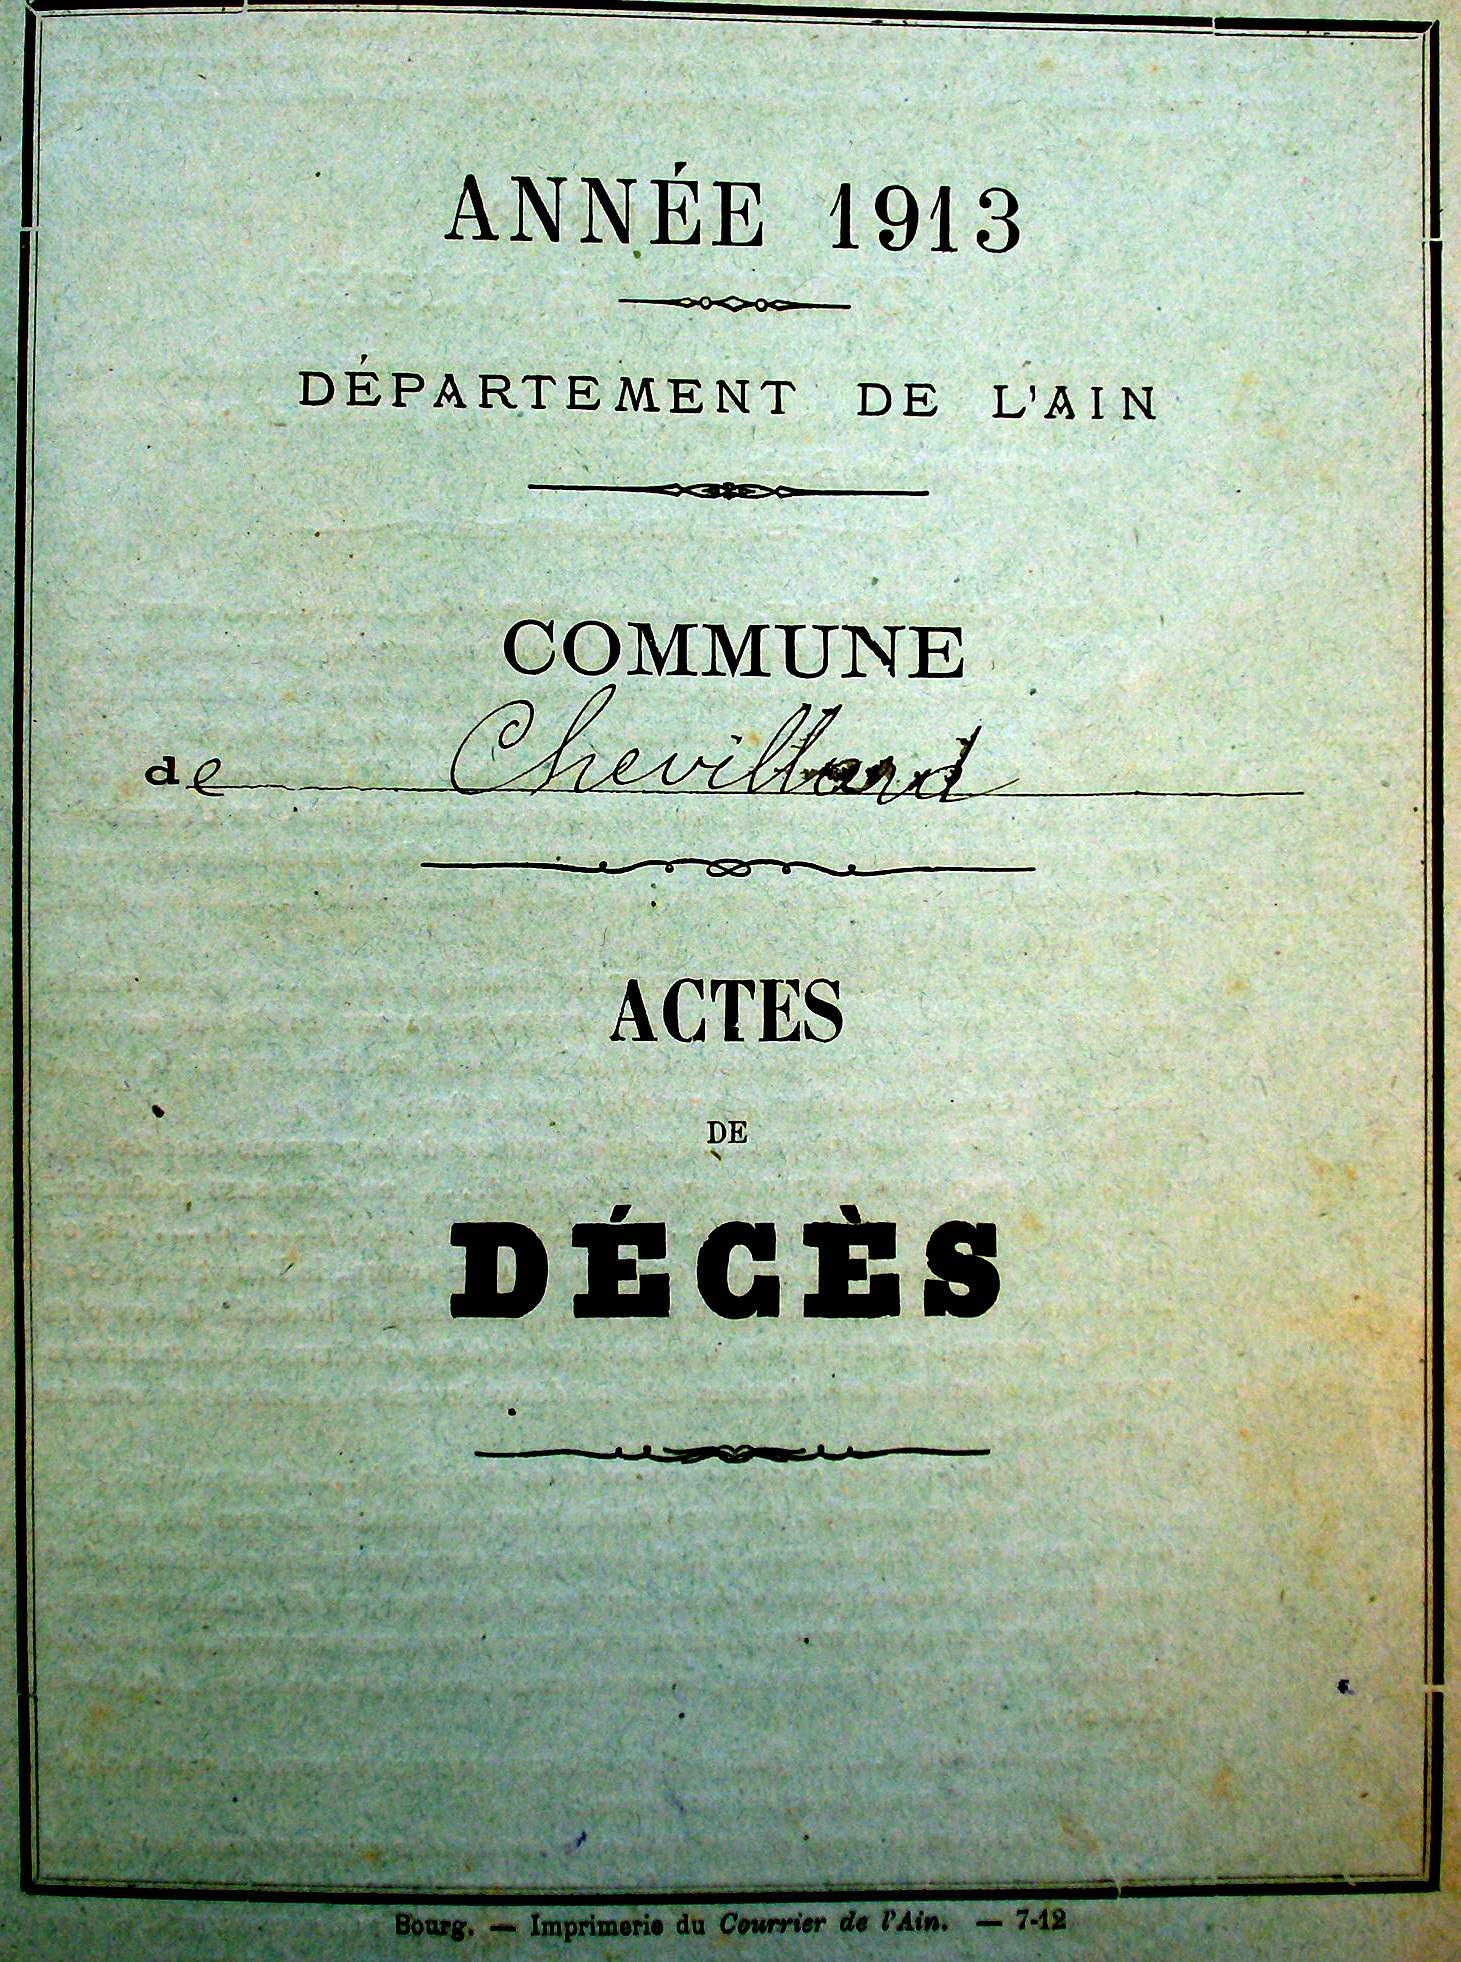 ANNÉE 1913
DÉPARTEMENT DE L'AIN
COMMUNE
de Chevillard
ACTES
DE
DÉCÈS
Bourg. — Imprimerie du Courrier de l'Ain. — 7-12